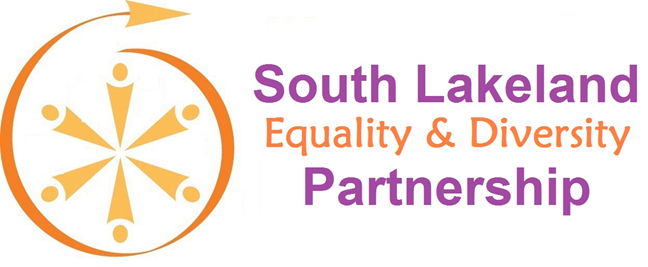 South Lakeland
Equality & Diversity
Partnership